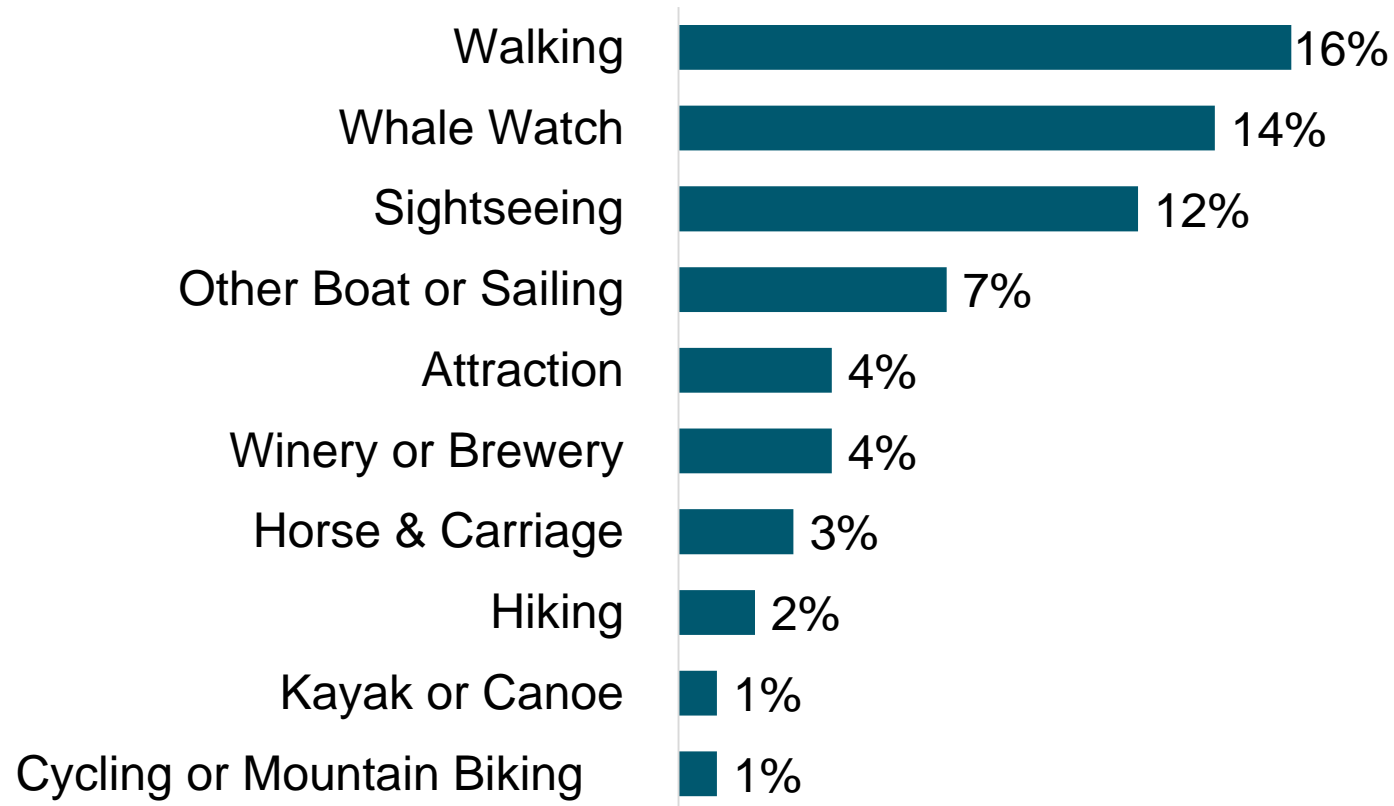 Walking 16%
Whale Watch 14%
Sightseeing 12%
Other Boat or Sailing 7%
Attraction 4%
Winery or Brewery 4%
Horse & Carriage 3%
Hiking 2%
Kayak or Canoe 1%
Cycling or Mountain Biking 1%